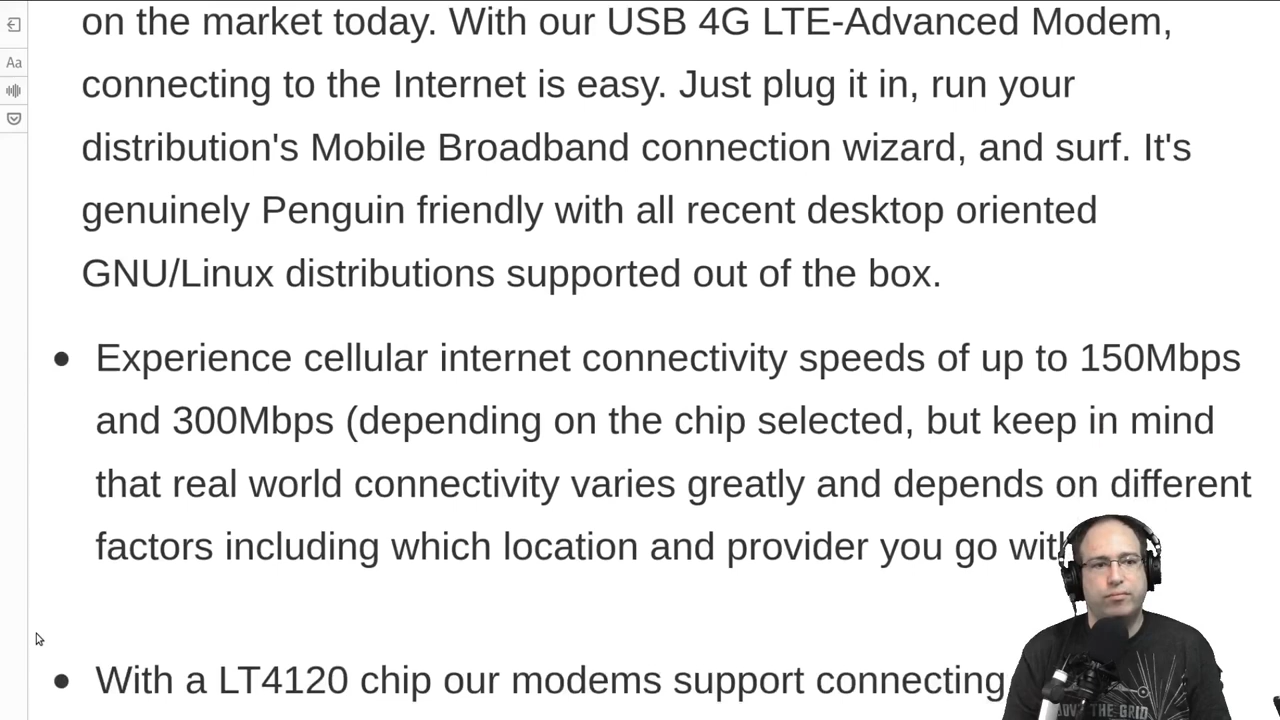 on the market today. With our USB 4G LTE-Advanced Modem,
connecting to the Internet is easy. Just plug it in, run your
distribution's Mobile Broadband connection wizard, and surf. It's
genuinely Penguin friendly with all recent desktop oriented
GNU/Linux distributions supported out of the box.
Aa
• Experience cellular internet connectivity speeds of up to 150Mbps
and 300Mbps (depending on the chip selected, but keep in mind
that real world connectivity varies greatly and depends on different
factors including which location and provider you go
• With a LT4120 chip our modems support connecting
THE GRID